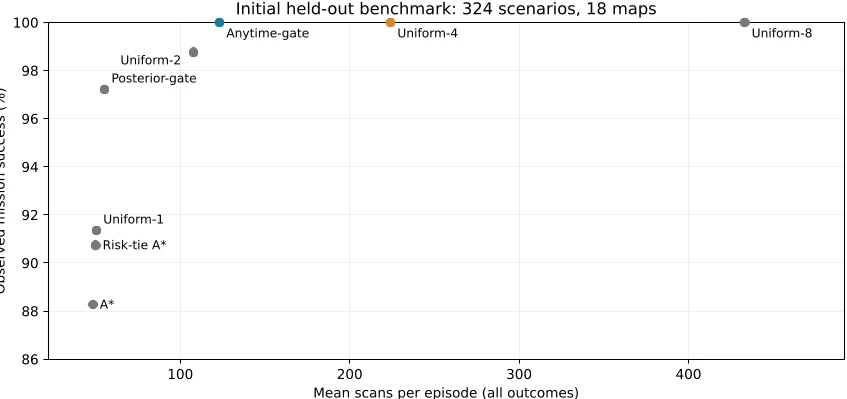 Initial held-out benchmark: 324 scenarios, 18 maps
Observed mission success (%)
100
98
96
94
92
90
88
86
Anytime-gate
Uniform-4
Uniform-8
Uniform-2
Posterior-gate
Uniform-1
Risk-tie A*
A*
100
200
300
400
Mean scans per episode (all outcomes)